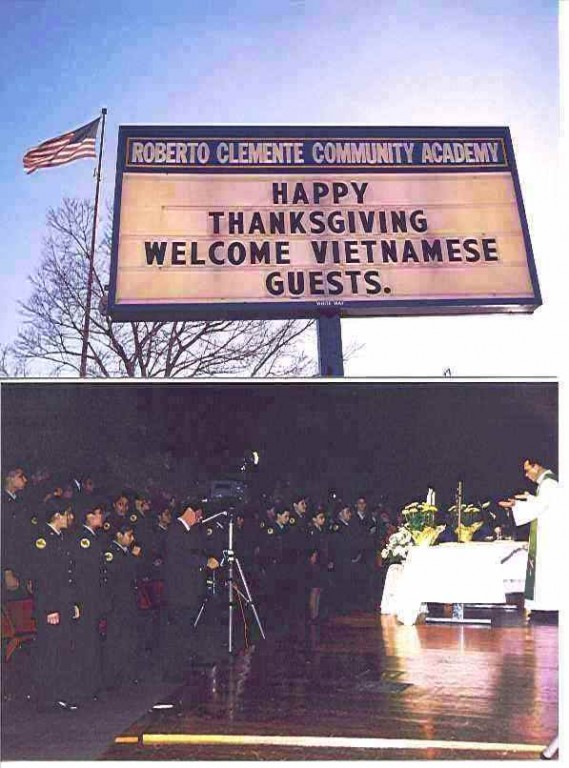 ROBERTO CLEMENTE COMMUNITY ACADEMY
HAPPY
THANKSGIVING
WELCOME VIETNAMESE
GUESTS.